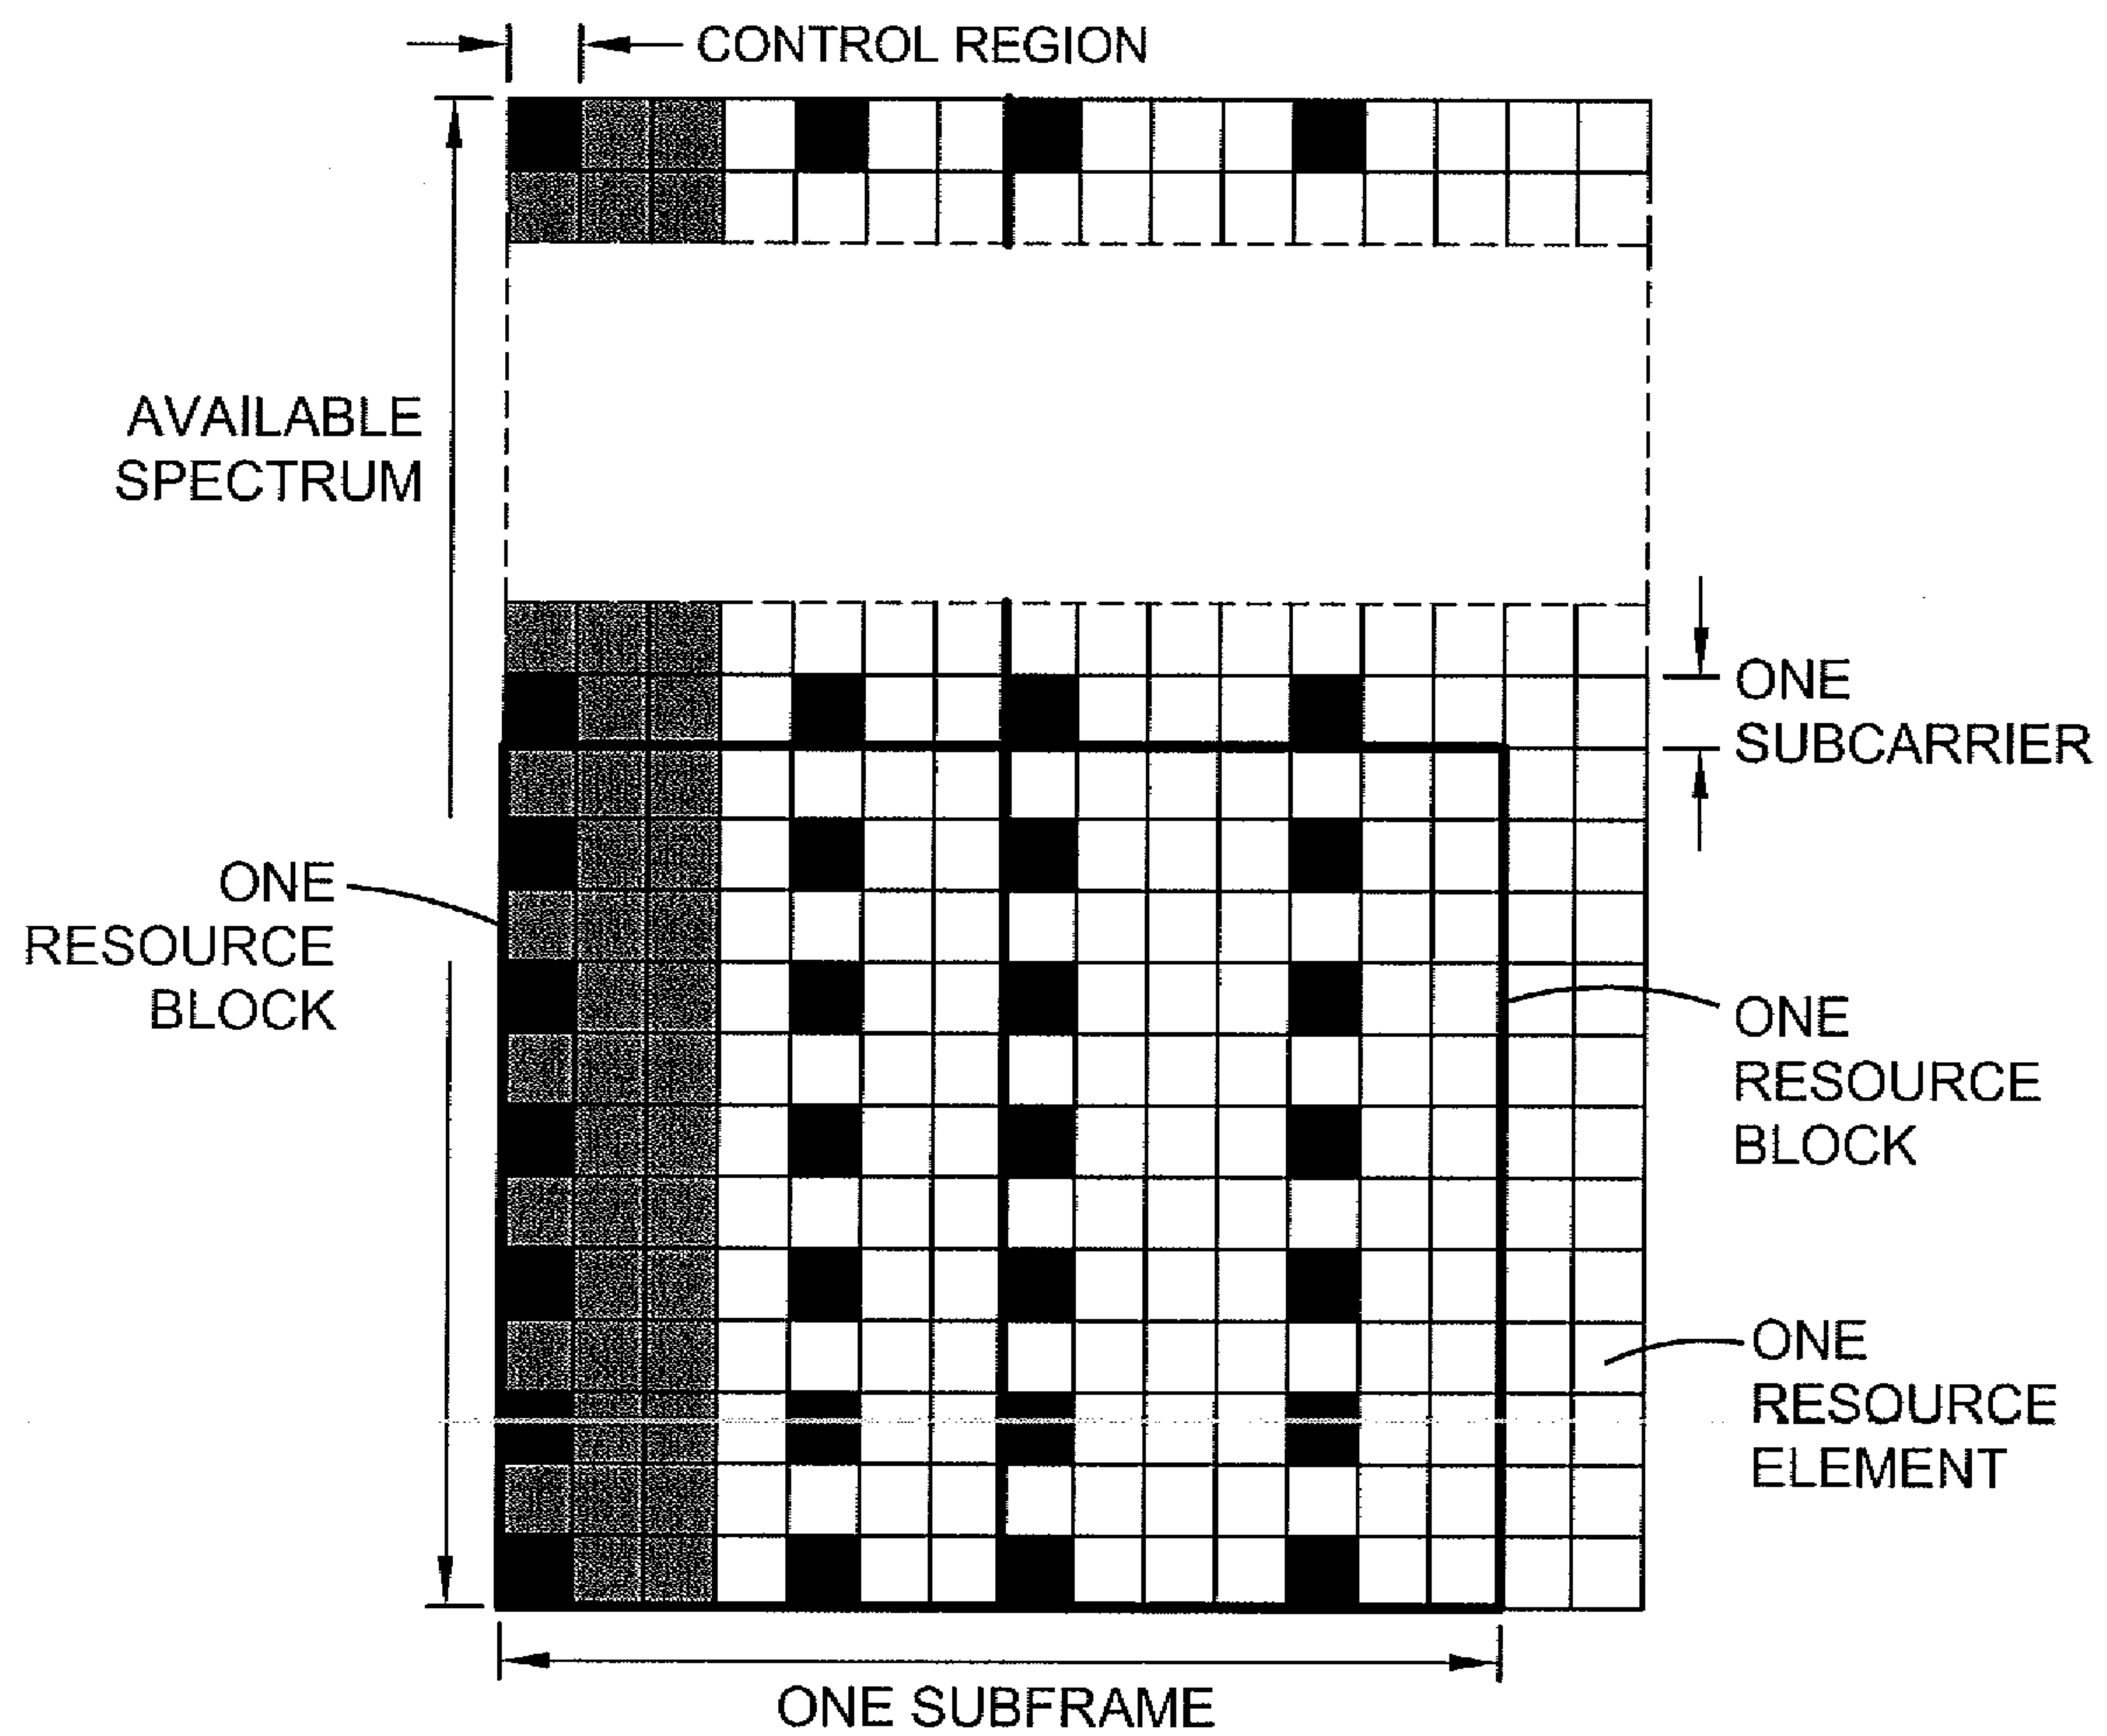 CONTROL REGION
AVAILABLE
SPECTRUM
ONE
SUBCARRIER
ONE
RESOURCE
BLOCK
ONE
RESOURCE
BLOCK
ONE
RESOURCE
ELEMENT
ONE SUBFRAME